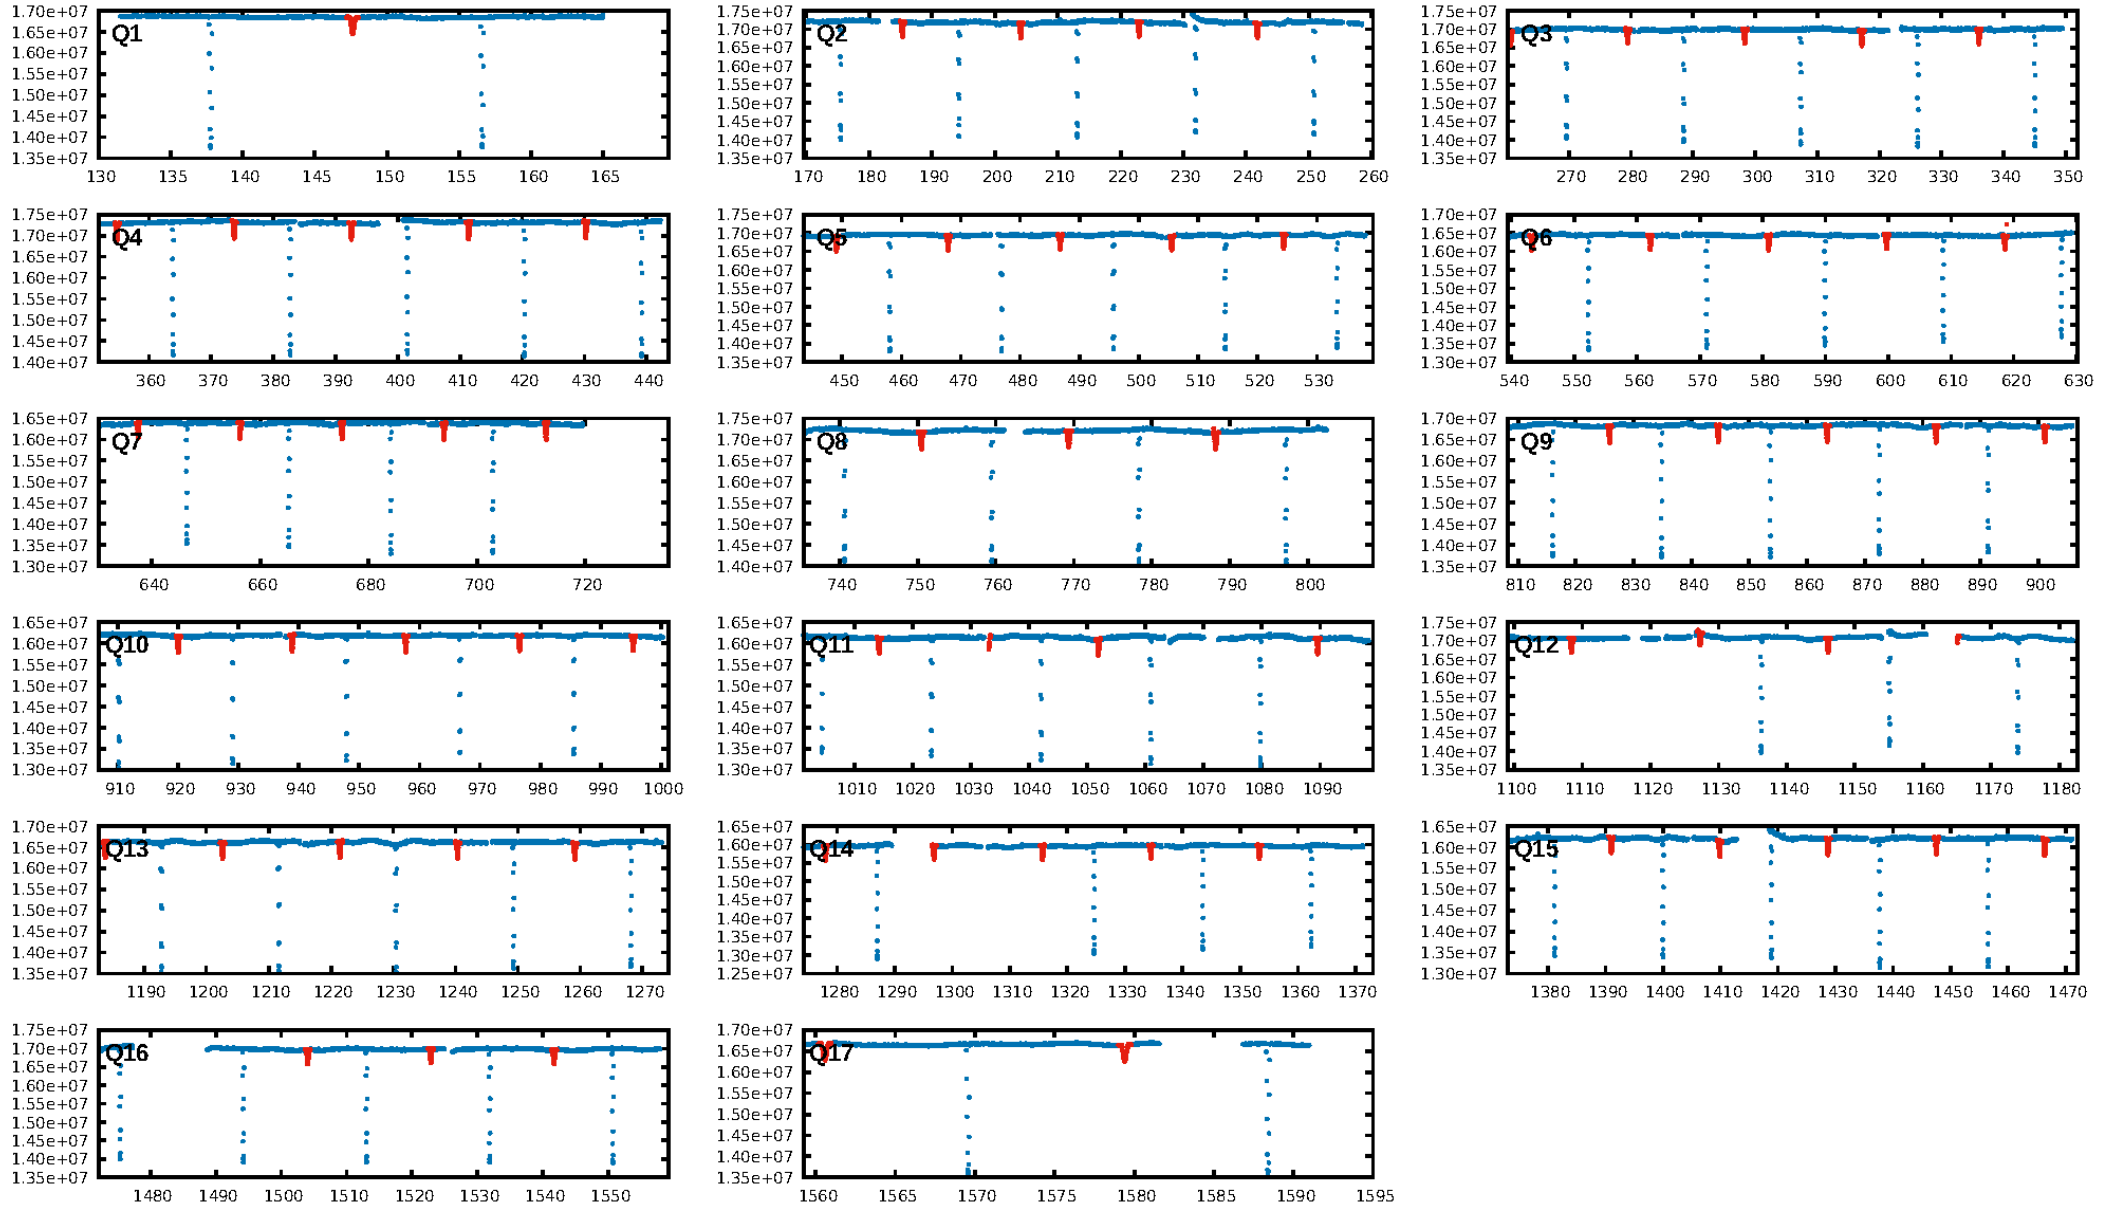 1.70e+07 1.65e+07 1.60e+07 1.55e+07 1.50e+07 1.45e+07 1.40e+07 1.35e+07
Q1
130 135 140 145 150 155 160 165
1.75e+07 1.70e+07 1.65e+07 1.60e+07 1.55e+07 1.50e+07 1.45e+07 1.40e+07 1.35e+07
Q2
170 180 190 200 210 220 230 240 250 260
1.75e+07 1.70e+07 1.65e+07 1.60e+07 1.55e+07 1.50e+07 1.45e+07 1.40e+07 1.35e+07
Q3
270 280 290 300 310 320 330 340 350
1.75e+07 1.70e+07 1.65e+07 1.60e+07 1.55e+07 1.50e+07 1.45e+07 1.40e+07
Q4
360 370 380 390 400 410 420 430 440
1.75e+07 1.70e+07 1.65e+07 1.60e+07 1.55e+07 1.50e+07 1.45e+07 1.40e+07 1.35e+07
Q5
450 460 470 480 490 500 510 520 530
1.70e+07 1.65e+07 1.60e+07 1.55e+07 1.50e+07 1.45e+07 1.40e+07 1.35e+07 1.30e+07
Q6
540 550 560 570 580 590 600 610 620 630
1.65e+07 1.60e+07 1.55e+07 1.50e+07 1.45e+07 1.40e+07 1.35e+07 1.30e+07
Q7
640 660 680 700 720
1.75e+07 1.70e+07 1.65e+07 1.60e+07 1.55e+07 1.50e+07 1.45e+07 1.40e+07
Q8
740 750 760 770 780 790 800
1.70e+07 1.65e+07 1.60e+07 1.55e+07 1.50e+07 1.45e+07 1.40e+07 1.35e+07
Q9
810 820 830 840 850 860 870 880 890 900
1.65e+07 1.60e+07 1.55e+07 1.50e+07 1.45e+07 1.40e+07 1.35e+07 1.30e+07
Q10
910 920 930 940 950 960 970 980 990 1000
1.65e+07 1.60e+07 1.55e+07 1.50e+07 1.45e+07 1.40e+07 1.35e+07 1.30e+07
Q11
1010 1020 1030 1040 1050 1060 1070 1080 1090
1.75e+07 1.70e+07 1.65e+07 1.60e+07 1.55e+07 1.50e+07 1.45e+07 1.40e+07 1.35e+07
Q12
1100 1110 1120 1130 1140 1150 1160 1170 1180
1.70e+07 1.65e+07 1.60e+07 1.55e+07 1.50e+07 1.45e+07 1.40e+07 1.35e+07
Q13
1190 1200 1210 1220 1230 1240 1250 1260 1270
1.65e+07 1.60e+07 1.55e+07 1.50e+07 1.45e+07 1.40e+07 1.35e+07 1.30e+07 1.25e+07
Q14
1280 1290 1300 1310 1320 1330 1340 1350 1360 1370
1.65e+07 1.60e+07 1.55e+07 1.50e+07 1.45e+07 1.40e+07 1.35e+07 1.30e+07
Q15
1380 1390 1400 1410 1420 1430 1440 1450 1460 1470
1.75e+07 1.70e+07 1.65e+07 1.60e+07 1.55e+07 1.50e+07 1.45e+07 1.40e+07 1.35e+07
Q16
1480 1490 1500 1510 1520 1530 1540 1550
1.70e+07 1.65e+07 1.60e+07 1.55e+07 1.50e+07 1.45e+07 1.40e+07 1.35e+07
Q17
1560 1565 1570 1575 1580 1585 1590 1595